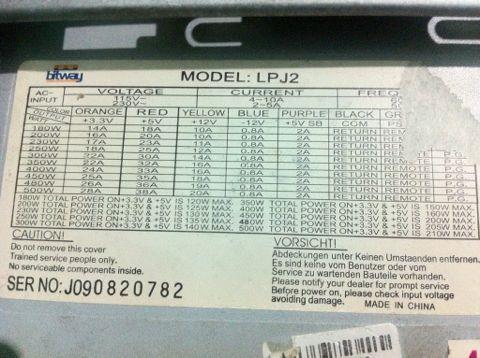 bitway
MODEL: LPJ2
AC-INPUT VOLTAGE CURRENT FREQ
115V~ 4~10A
230V~ 2~5A
ORANGE RED YELLOW BLUE PURPLE BLACK GR
+3.3V +5V +12V -12V +5V SB COM PS
180W 14A 18A 10A 0.8A 2A RETURN REM
16A 20A 10A 0.8A 2A RETURN REM
230W 17A 23A 11A 0.8A 2A RETURN REM
250W 18A 25A 0.8A 2A RETURN REM
300W 14A 0.8A 2A RETURN REM
350W 22A 32A 16A 0.8A 2A RETURN REMOTE P.G.
400W 24A 33A 0.8A 2A RETURN REMOTE P.G.
450W 25A 35A 18A 0.8A 2A RETURN REMOTE P.G.
480W 26A 36A 19A 0.8A 2A RETURN REMOTE P.G.
500W 28A 38A 20A 0.8A 2A RETURN REMOTE P.G.
180W TOTAL POWER ON+3.3V & +5V IS 120W MAX. 350W TOTAL POWER ON+3.3V & +5V IS 150W MAX.
200W TOTAL POWER ON+3.3V & +5V IS 125W MAX. 400W TOTAL POWER ON+3.3V & +5V IS 160W MAX.
230W TOTAL POWER ON+3.3V & +5V IS MAX. 450W TOTAL POWER ON+3.3V & +5V IS 200W MAX.
250W TOTAL POWER ON+3.3V & +5V IS 135W MAX. 480W TOTAL POWER ON+3.3V & +5V IS 205W MAX.
300W TOTAL POWER ON+3.3V & +5V IS 140W MAX. 500W TOTAL POWER ON+3.3V & +5V IS 210W MAX.
CAUTION!
Do not remove this cover
Trained service people only.
No serviceable components inside.
SER NO: J090820782
VORSICHT!
Abdeckungen unter Keinen Umstaenden entfernen.
Es sind keine vom Benutzer oder vom
Service zu wartenden Bauteile vorhanden.
Please notify your dealer for prompt service
Before power on, please check input voltage
avoiding damage. MADE IN CHINA